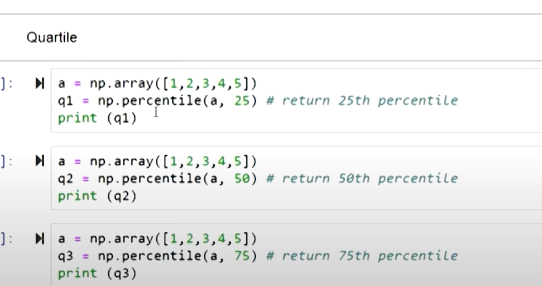 Quartile
]: a = np.array([1,2,3,4,5])
q1 = np.percentile(a, 25) # return 25th percentile
print (q1)
]: a = np.array([1,2,3,4,5])
q2 = np.percentile(a, 50) # return 50th percentile
print (q2)
]: a = np.array([1,2,3,4,5])
q3 = np.percentile(a, 75) # return 75th percentile
print (q3)